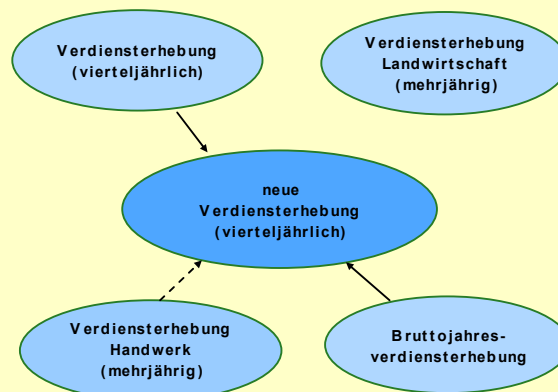 Verdiensterhebung
(vierteljährlich)
Verdiensterhebung
Landwirtschaft
(mehrjährig)
neue
Verdiensterhebung
(vierteljährlich)
Verdiensterhebung
Handwerk
(mehrjährig)
Bruttojahres-
verdiensterhebung